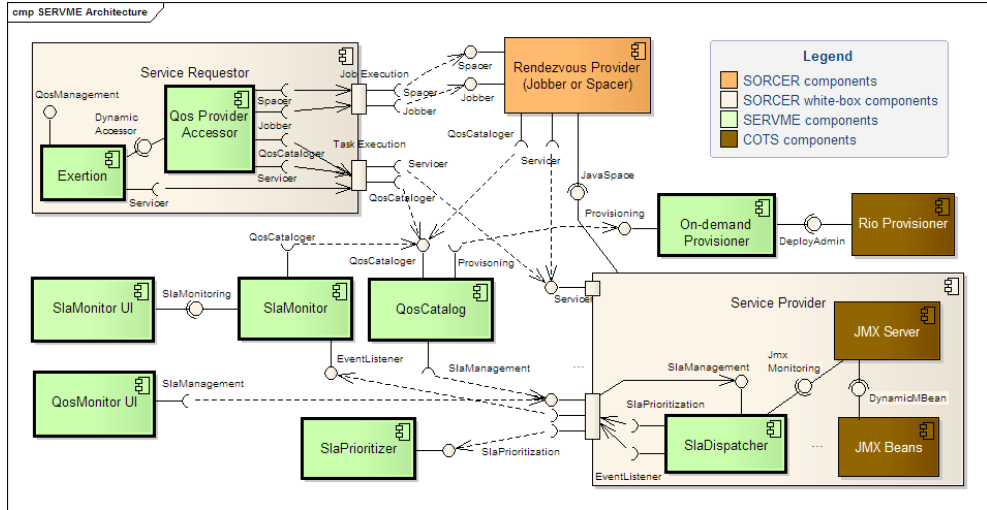 cmp SERVME Architecture
Service Requestor
QosManagement
Dynamic
Accessor
Exertion
Qos Provider
Accessor
Spacer
Jobber
QosCataloger
Servicer
Servicer
Job Execution
Spacer
Jobber
Task Execution
Servicer
QosCataloger
Spacer
Jobber
Rendezvous Provider
(Jobber or Spacer)
QosCataloger
Servicer
JavaSpace
Legend
SORCER components
SORCER white-box components
SERVME components
COTS components
Provisioning
On-demand
Provisioner
DeployAdmin
Rio Provisioner
QosCataloger
QosCataloger
Provisoning
SlaMonitor UI
SlaMonitoring
SlaMonitor
QosCatalog
Servicer
Service Provider
EventListener
SlaManagement
...
QosMonitor UI
SlaManagement
SlaPrioritizer
SlaPrioritization
SlaManagement
Jmx
Monitoring
JMX Server
DynamicMBean
SlaPrioritization
EventListener
SlaDispatcher
...
JMX Beans